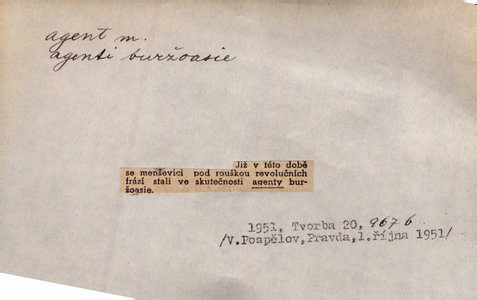 agent m.
agenti buržoasie
Již v této době
se menševici pod rouškou revolučních
frází stali ve skutečnosti agenty bur-
žoasie.
1951, Tvorba 20, 967 b
/V.Pospělov,Pravda,1.října 1951/